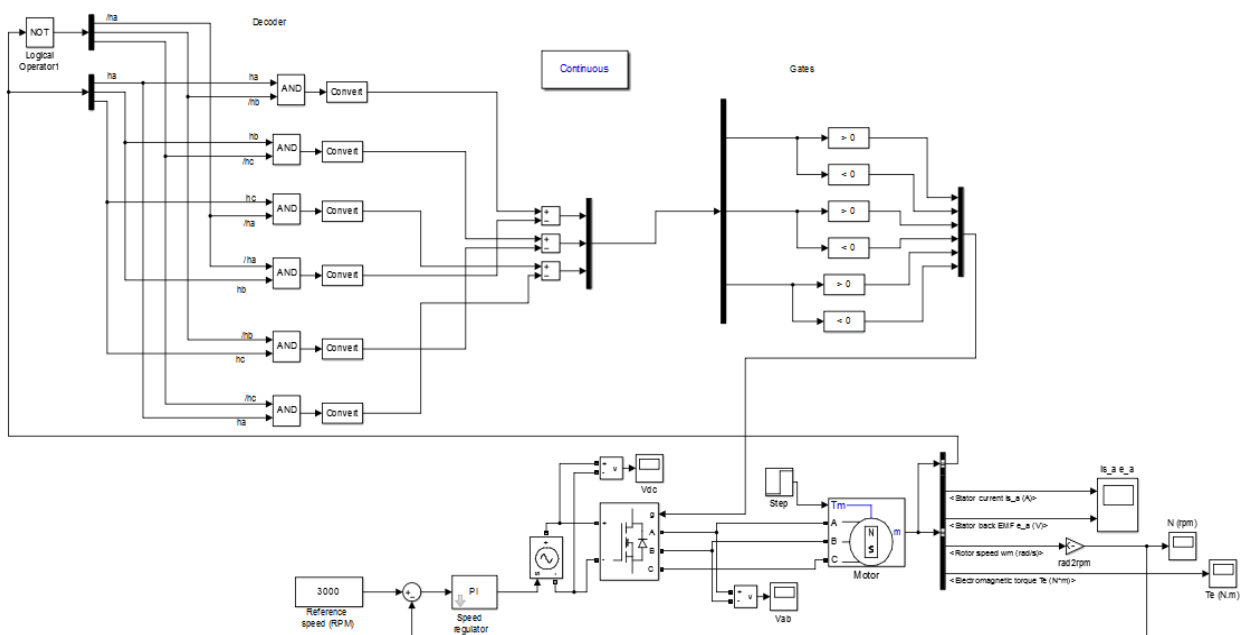 /ha
Decoder
NOT
Logical
Operator1
ha
Continuous
Gates
ha
/hb
AND
Convert
> 0
hb
/hc
AND
Convert
< 0
hc
/ha
AND
Convert
> 0
+
−
+
−
+
−
< 0
/ha
hb
AND
Convert
> 0
/hb
hc
AND
Convert
< 0
/hc
ha
AND
Convert
+
-
v
Vdc
Step
Is_a e_a
<Stator current is_a (A)>
<Stator back EMF e_a (V)>
N (rpm)
<Rotor speed wm (rad/s)>
rad2rpm
<Electromagnetic torque Te (N*m)>
Te (N.m)
g
A
B
C
+
-
Tm
A
B
C
N
S
m
Motor
+
s
-
3000
Reference
speed (RPM)
+
−
PI
Speed
regulator
+
-
v
Vab